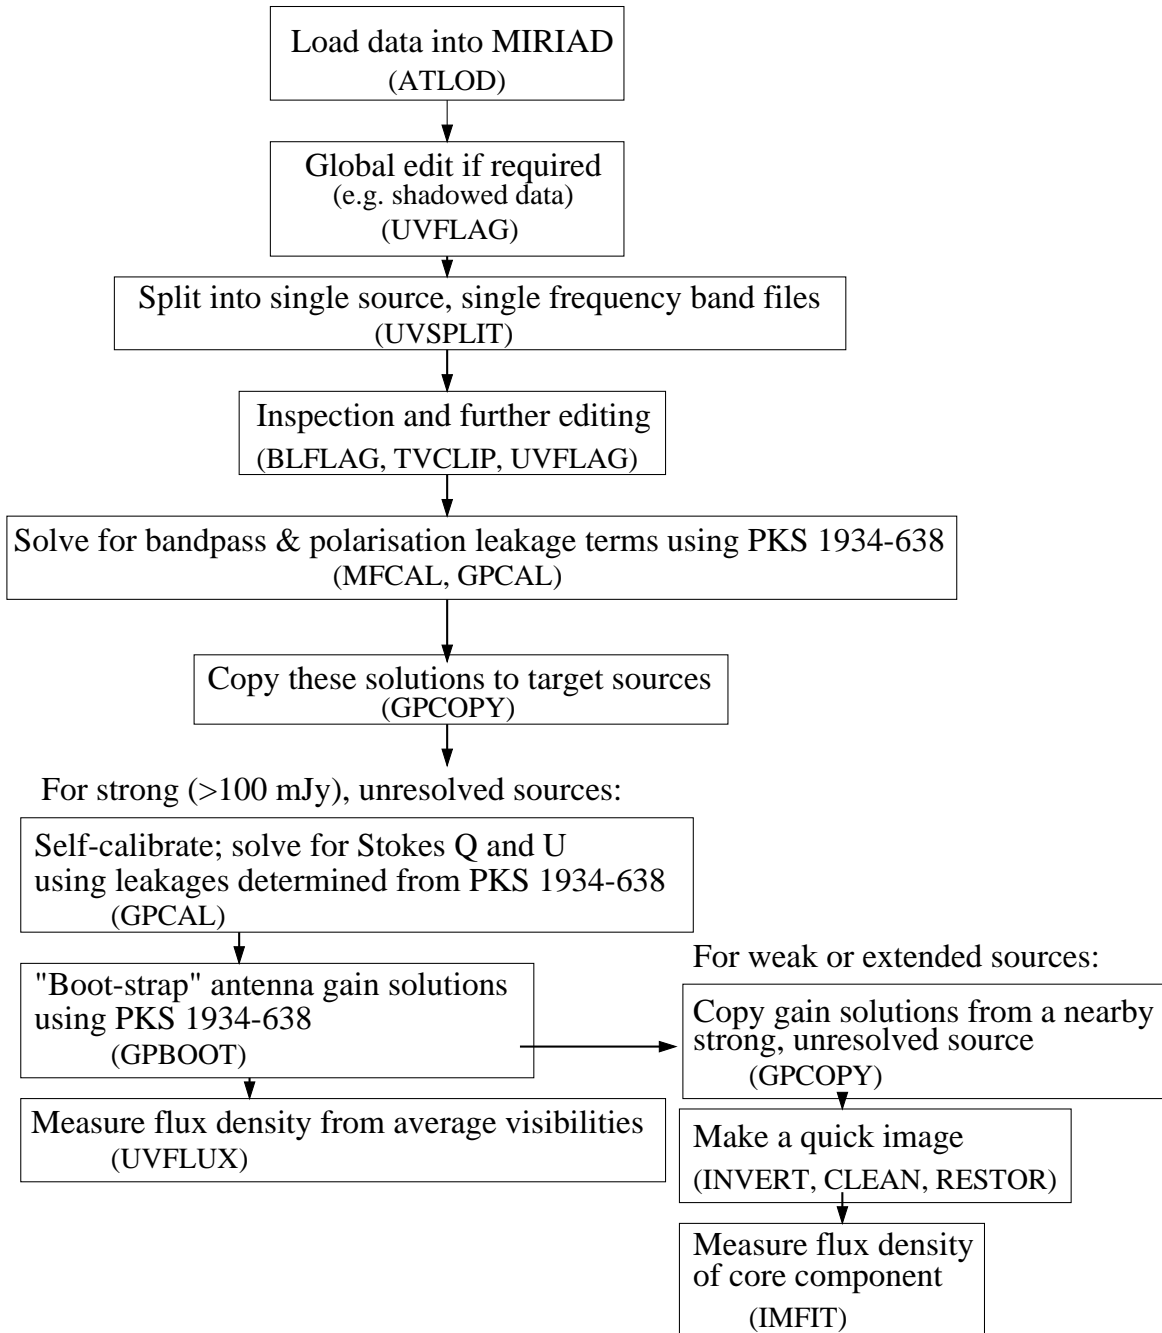 Load data into MIRIAD
(ATLOD)
Global edit if required
(e.g. shadowed data)
(UVFLAG)
Split into single source, single frequency band files
(UVSPLIT)
Inspection and further editing
(BLFLAG, TVCLIP, UVFLAG)
Solve for bandpass & polarisation leakage terms using PKS 1934-638
(MFCAL, GPCAL)
Copy these solutions to target sources
(GPCOPY)
For strong (>100 mJy), unresolved sources:
Self-calibrate; solve for Stokes Q and U
using leakages determined from PKS 1934-638
(GPCAL)
"Boot-strap" antenna gain solutions
using PKS 1934-638
(GPBOOT)
Measure flux density from average visibilities
(UVFLUX)
For weak or extended sources:
Copy gain solutions from a nearby
strong, unresolved source
(GPCOPY)
Make a quick image
(INVERT, CLEAN, RESTOR)
Measure flux density
of core component
(IMFIT)